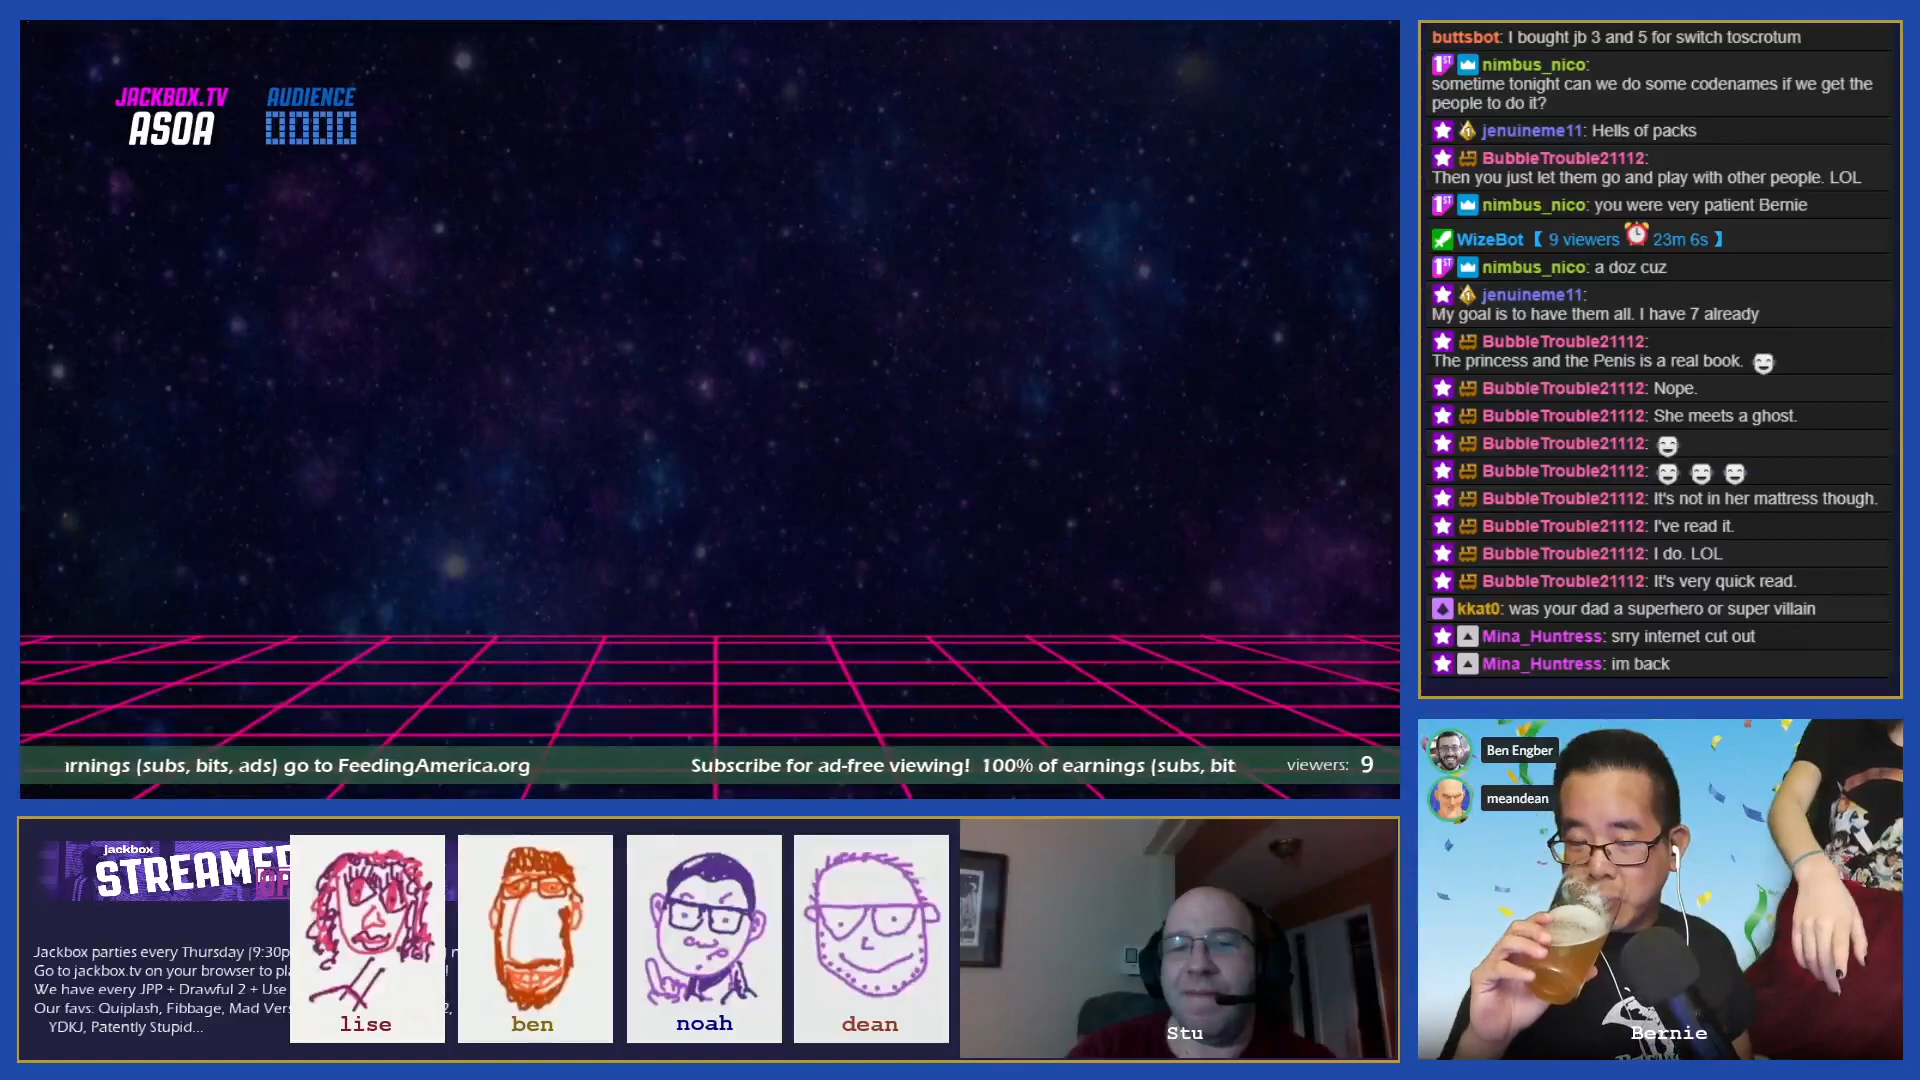 JACKBOX.TV
ASOA
AUDIENCE
arnings (subs, bits, ads) go to FeedingAmerica.org
Subscribe for ad-free viewing! 100% of earnings (subs, bit
viewers: 9
buttsbot: I bought jb 3 and 5 for switch toscrotum
1ST nimbus_nico:
sometime tonight can we do some codenames if we get the
people to do it?
jenuineme11: Hells of packs
BubbleTrouble21112:
Then you just let them go and play with other people. LOL
1ST nimbus_nico: you were very patient Bernie
WizeBot 【 9 viewers 23m 6s 】
1ST nimbus_nico: a doz cuz
jenuineme11:
My goal is to have them all. I have 7 already
BubbleTrouble21112:
The princess and the Penis is a real book.
BubbleTrouble21112: Nope.
BubbleTrouble21112: She meets a ghost.
BubbleTrouble21112:
BubbleTrouble21112:
BubbleTrouble21112: It's not in her mattress though.
BubbleTrouble21112: I've read it.
BubbleTrouble21112: I do. LOL
BubbleTrouble21112: It's very quick read.
kkat0: was your dad a superhero or super villain
Mina_Huntress: srry internet cut out
Mina_Huntress: im back
jackbox
STREAMED
Jackbox parties every Thursday (9:30p
Go to jackbox.tv on your browser to pla
We have every JPP + Drawful 2 + Use
Our favs: Quiplash, Fibbage, Mad Vers
YDKJ, Patently Stupid...
lise
ben
noah
dean
Stu
Ben Engber
meandean
Bernie